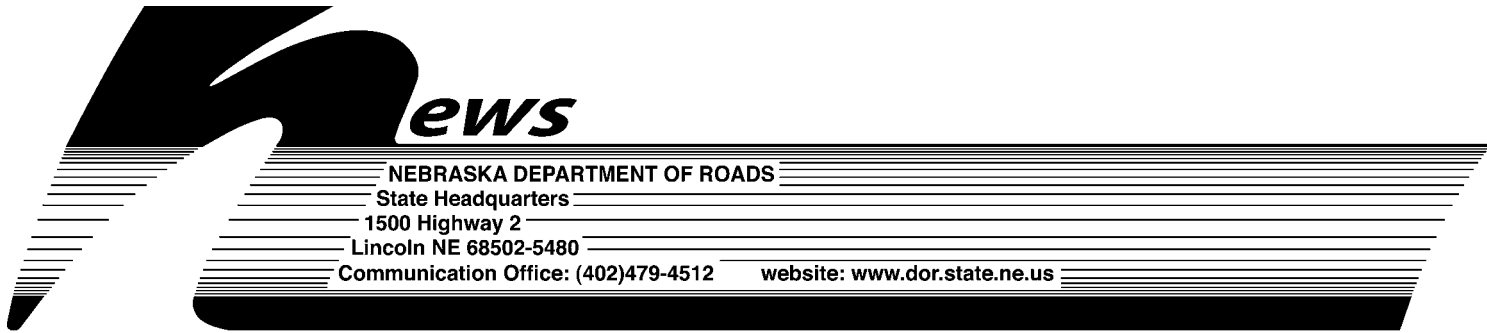 news
NEBRASKA DEPARTMENT OF ROADS
State Headquarters
1500 Highway 2
Lincoln NE 68502-5480
Communication Office: (402)479-4512 website: www.dor.state.ne.us